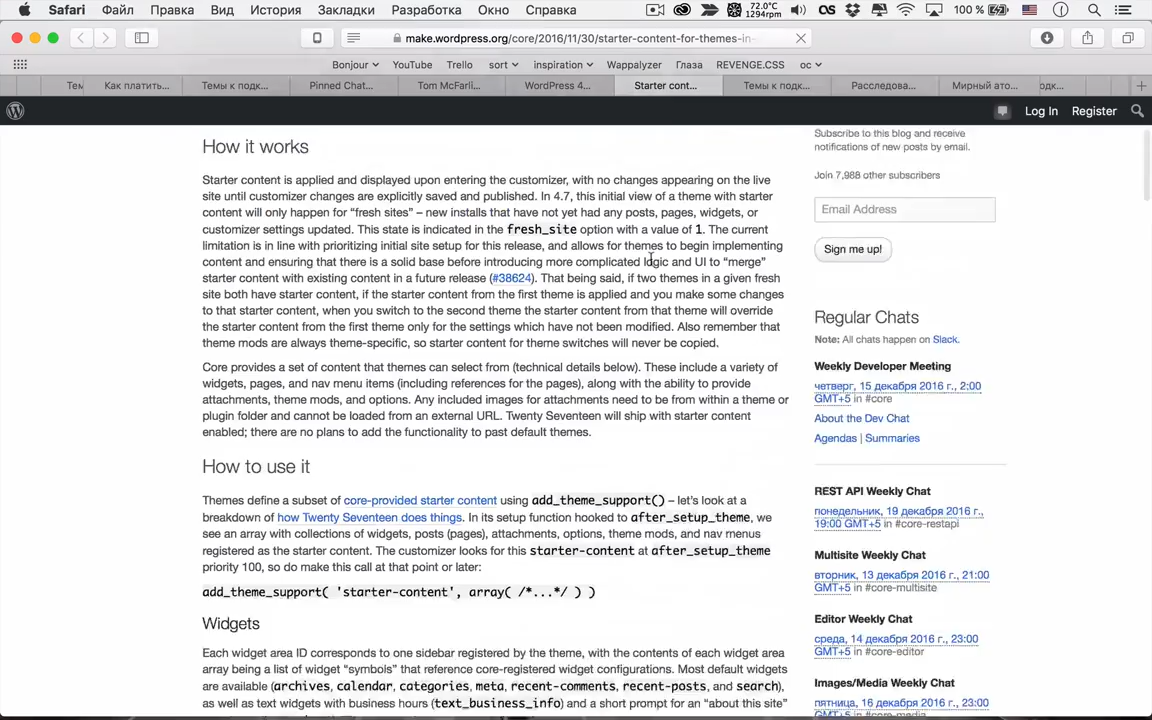 Safari Файл Правка Вид История Закладки Разработка Окно Справка 72.0°C 1294rpm 100 %
make.wordpress.org/core/2016/11/30/starter-content-for-themes-in-
Bonjour YouTube Trello sort inspiration Wappalyzer Глаза REVENGE.CSS ос
Тем Как платить... Темы к подк... Pinned Chat... Tom McFarli... WordPress 4... Starter cont... Темы к подк... Расследова... Мирный ато... одк...
Log In Register
How it works
Starter content is applied and displayed upon entering the customizer, with no changes appearing on the live
site until customizer changes are explicitly saved and published. In 4.7, this initial view of a theme with starter
content will only happen for “fresh sites” – new installs that have not yet had any posts, pages, widgets, or
customizer settings updated. This state is indicated in the fresh_site option with a value of 1. The current
limitation is in line with prioritizing initial site setup for this release, and allows for themes to begin implementing
content and ensuring that there is a solid base before introducing more complicated logic and UI to “merge”
starter content with existing content in a future release (#38624). That being said, if two themes in a given fresh
site both have starter content, if the starter content from the first theme is applied and you make some changes
to that starter content, when you switch to the second theme the starter content from that theme will override
the starter content from the first theme only for the settings which have not been modified. Also remember that
theme mods are always theme-specific, so starter content for theme switches will never be copied.
Core provides a set of content that themes can select from (technical details below). These include a variety of
widgets, pages, and nav menu items (including references for the pages), along with the ability to provide
attachments, theme mods, and options. Any included images for attachments need to be from within a theme or
plugin folder and cannot be loaded from an external URL. Twenty Seventeen will ship with starter content
enabled; there are no plans to add the functionality to past default themes.
How to use it
Themes define a subset of core-provided starter content using add_theme_support() – let’s look at a
breakdown of how Twenty Seventeen does things. In its setup function hooked to after_setup_theme, we
see an array with collections of widgets, posts (pages), attachments, options, theme mods, and nav menus
registered as the starter content. The customizer looks for this starter-content at after_setup_theme
priority 100, so do make this call at that point or later:
add_theme_support( 'starter-content', array( /*...*/ ) )
Widgets
Each widget area ID corresponds to one sidebar registered by the theme, with the contents of each widget area
array being a list of widget “symbols” that reference core-registered widget configurations. Most default widgets
are available (archives, calendar, categories, meta, recent-comments, recent-posts, and search),
as well as text widgets with business hours (text_business_info) and a short prompt for an “about this site”
Subscribe to this blog and receive
notifications of new posts by email.
Join 7,988 other subscribers
Email Address
Sign me up!
Regular Chats
Note: All chats happen on Slack.
Weekly Developer Meeting
четверг, 15 декабря 2016 г., 2:00
GMT+5 in #core
About the Dev Chat
Agendas | Summaries
REST API Weekly Chat
понедельник, 19 декабря 2016 г.,
19:00 GMT+5 in #core-restapi
Multisite Weekly Chat
вторник, 13 декабря 2016 г., 21:00
GMT+5 in #core-multisite
Editor Weekly Chat
среда, 14 декабря 2016 г., 23:00
GMT+5 in #core-editor
Images/Media Weekly Chat
пятница, 16 декабря 2016 г., 0:00
GMT+5 in #core-media